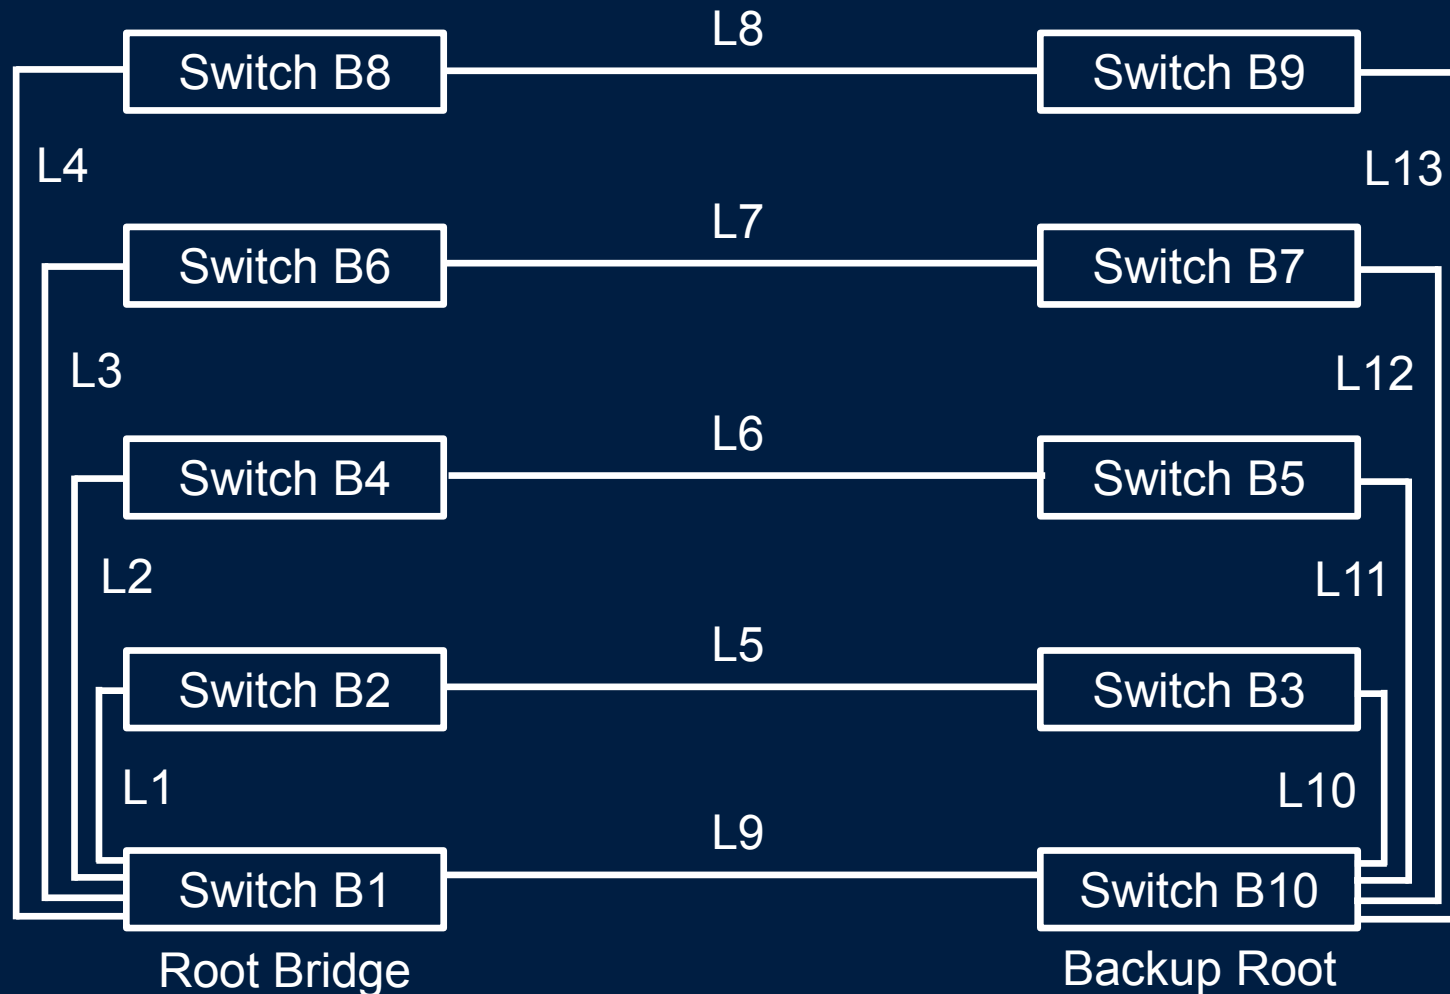 L8
Switch B8
Switch B9
L4
L13
L7
Switch B6
Switch B7
L3
L12
L6
Switch B4
Switch B5
L2
L11
L5
Switch B2
Switch B3
L1
L10
L9
Switch B1
Switch B10
Root Bridge
Backup Root